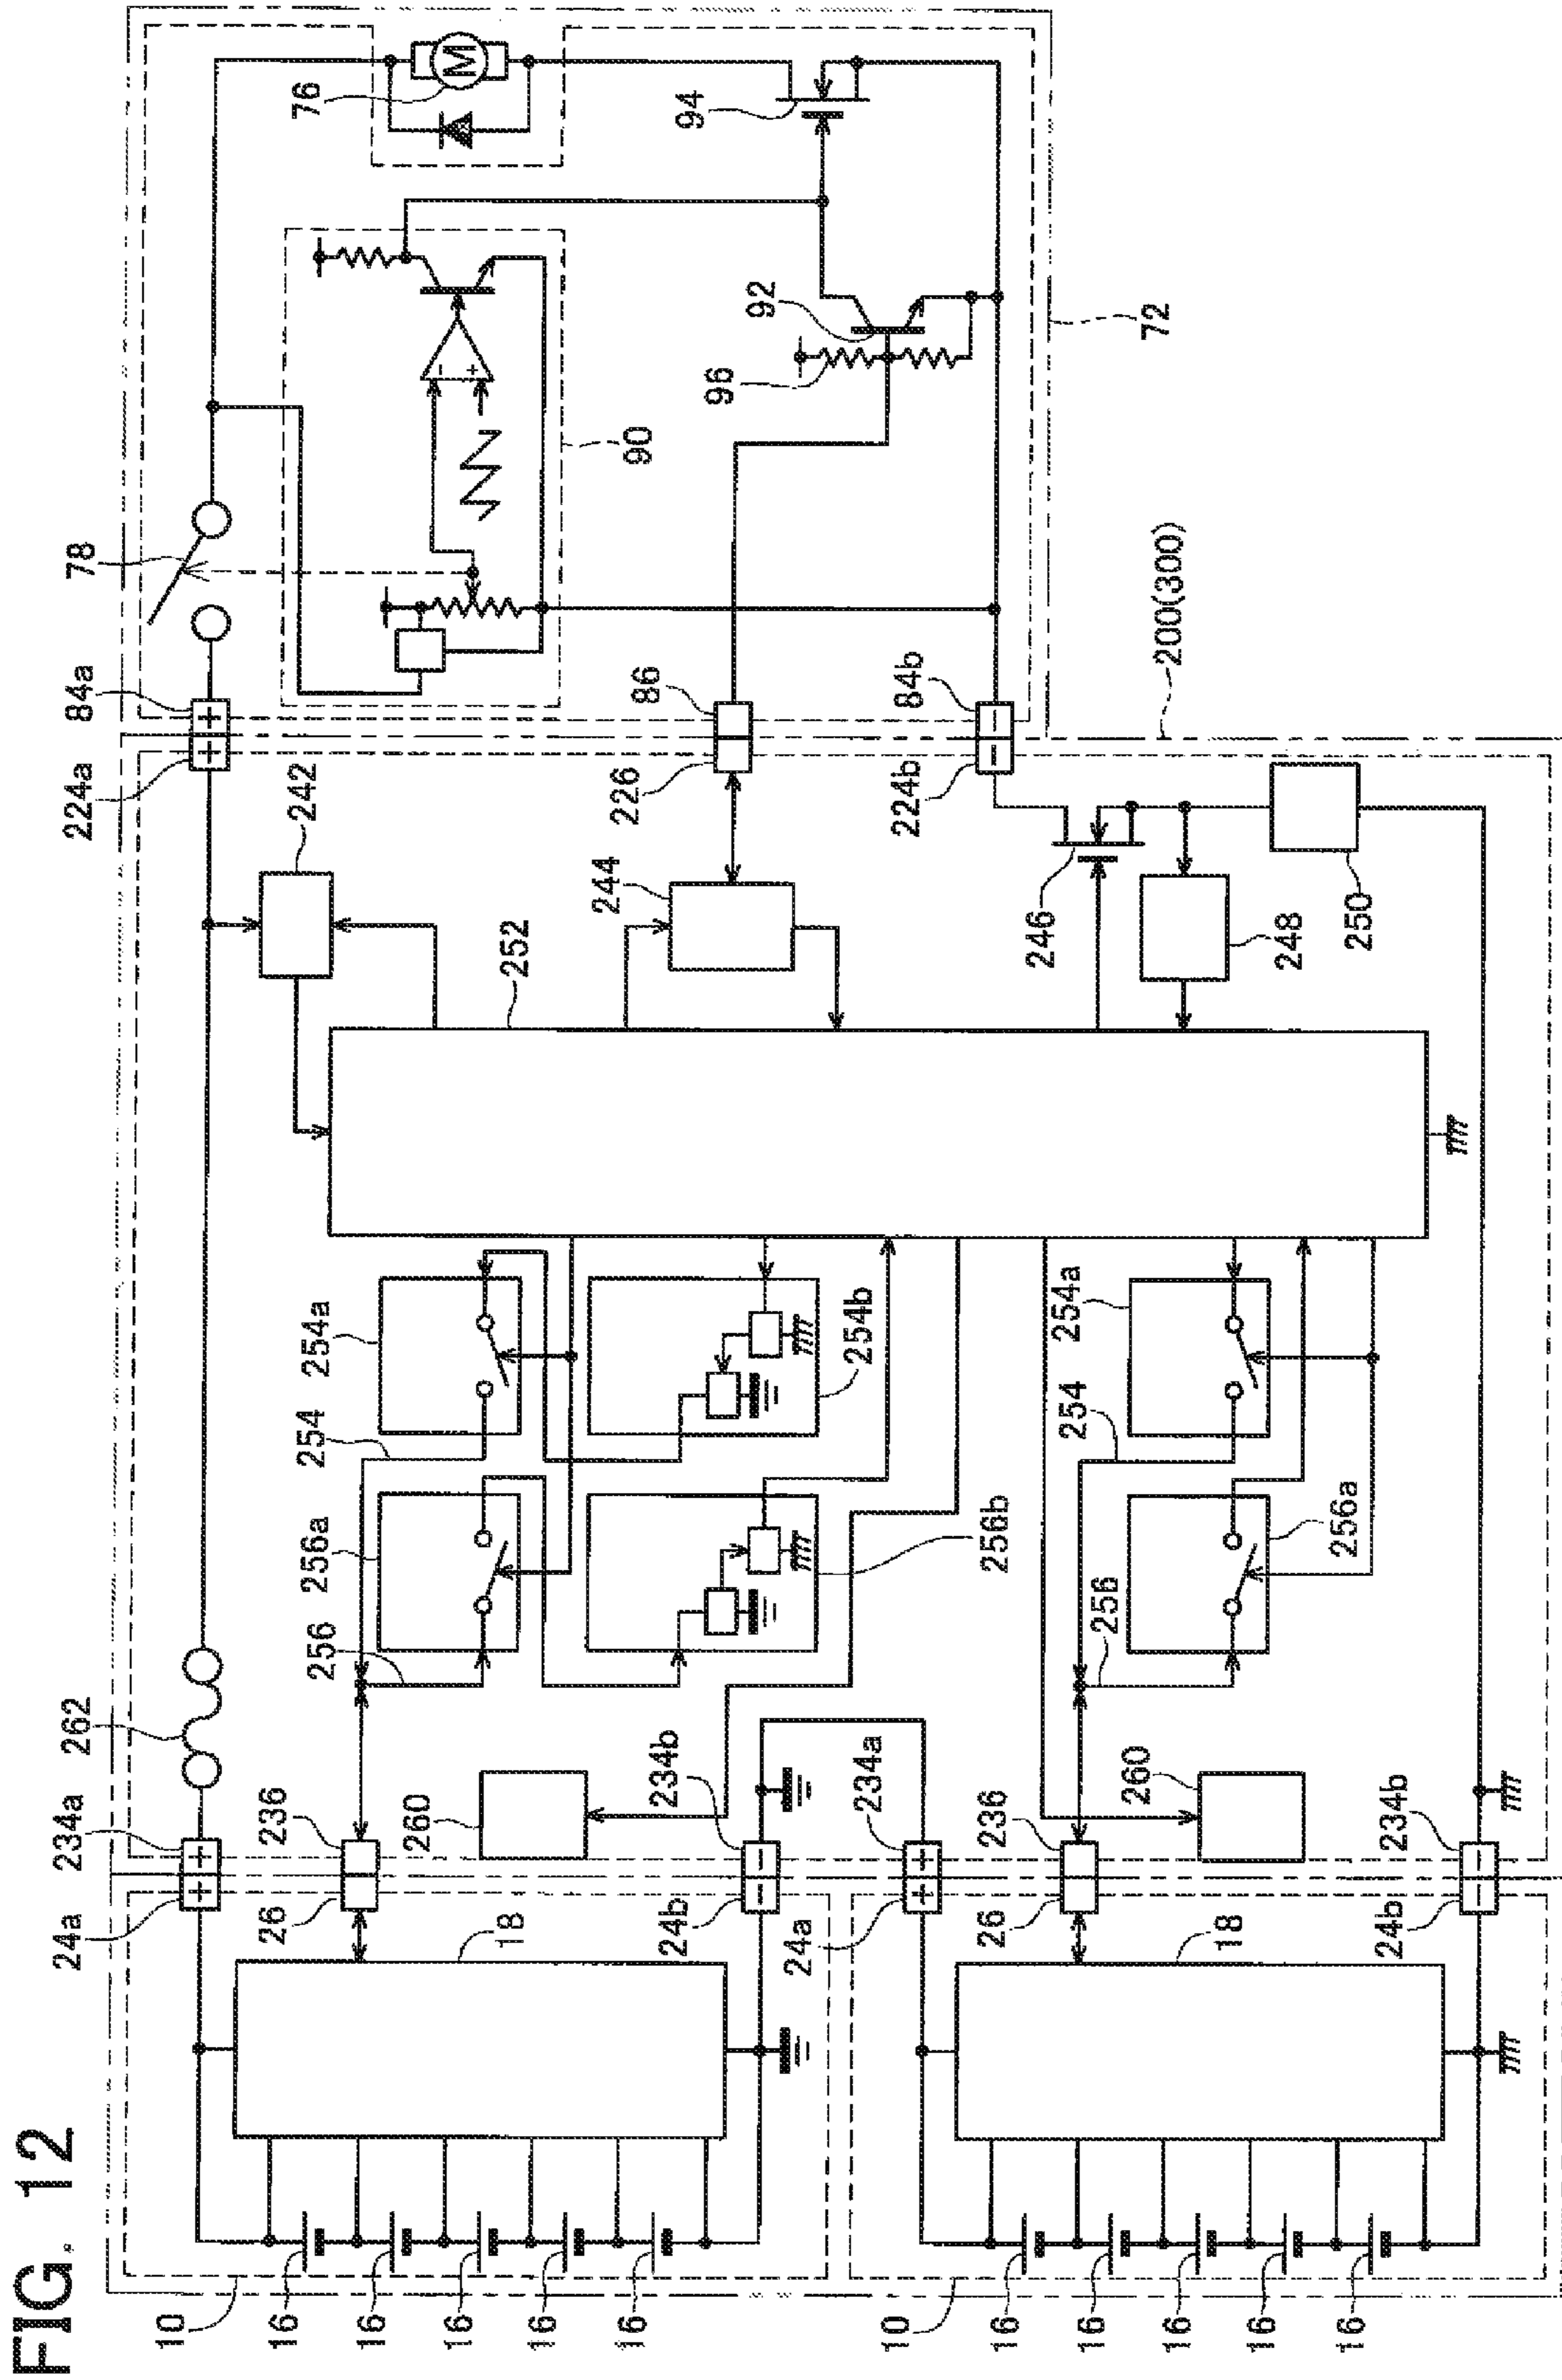 FIG. 12
10
16
16
16
16
16
10
16
16
16
16
16
24a
234a
262
26
236
18
260
24b
234b
24a
234a
26
236
18
260
24b
234b
256
256a
254
254a
256b
254b
256
256a
254
254a
252
242
244
246
248
250
224a
84a
226
86
224b
84b
200(300)
+
+
+
+
+
+
−
−
−
−
−
−
78
90
−
+
76
M
96
92
94
72